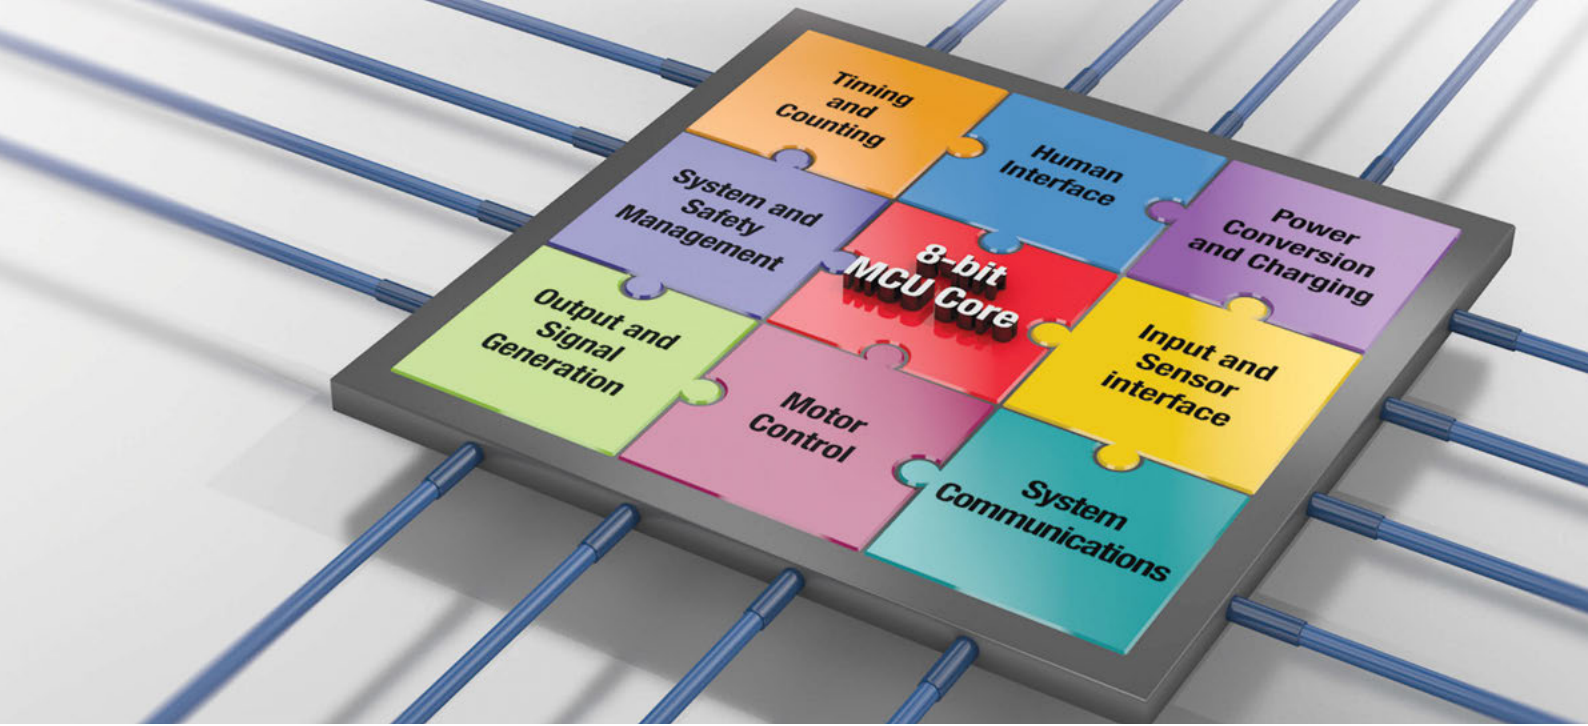 Timing
and
Counting
Human
Interface
Power
Conversion
and Charging
System and
Safety
Management
8-bit
MCU Core
Input and
Sensor
interface
Output and
Signal
Generation
Motor
Control
System
Communications